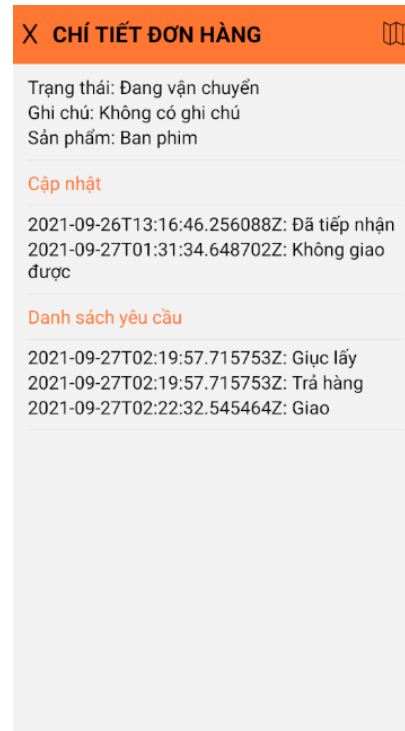 X CHÍ TIẾT ĐƠN HÀNG
Trạng thái: Đang vận chuyển
Ghi chú: Không có ghi chú
Sản phẩm: Ban phim
Cập nhật
2021-09-26T13:16:46.256088Z: Đã tiếp nhận
2021-09-27T01:31:34.648702Z: Không giao
được
Danh sách yêu cầu
2021-09-27T02:19:57.715753Z: Giục lấy
2021-09-27T02:19:57.715753Z: Trả hàng
2021-09-27T02:22:32.545464Z: Giao